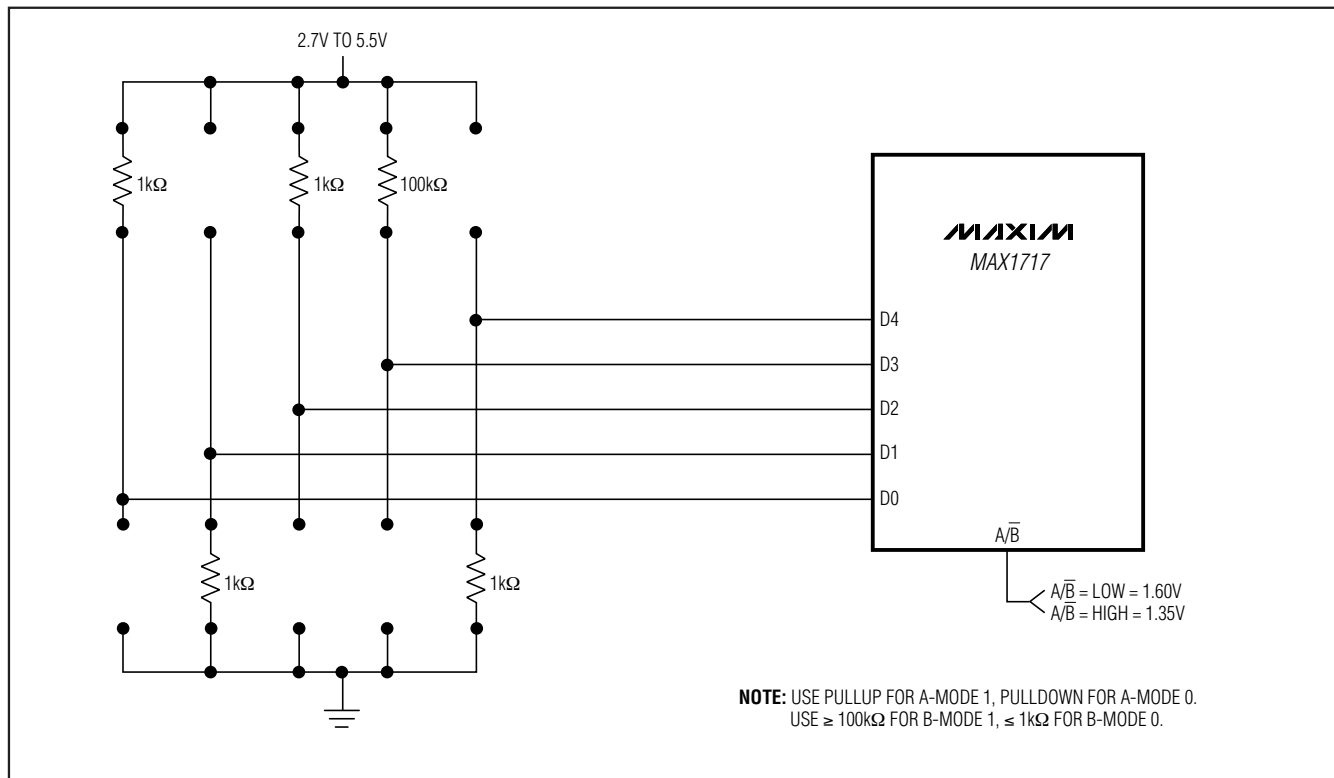 2.7V TO 5.5V
1kΩ
1kΩ
100kΩ
MAXIM
MAX1717
D4
D3
D2
D1
D0
A/B̅
1kΩ
1kΩ
A/B̅ = LOW = 1.60V
A/B̅ = HIGH = 1.35V
NOTE: USE PULLUP FOR A-MODE 1, PULLDOWN FOR A-MODE 0.
USE ≥ 100kΩ FOR B-MODE 1, ≤ 1kΩ FOR B-MODE 0.